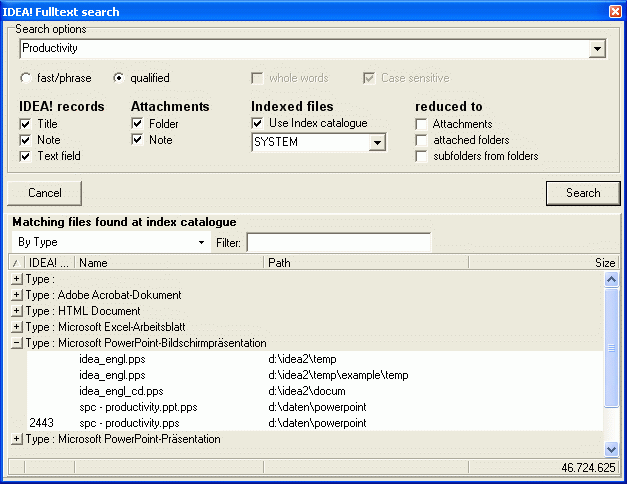 IDEA! Fulltext search
Search options
Productivity
fast/phrase qualified whole words Case sensitive
IDEA! records Attachments Indexed files reduced to
Title Folder Use Index catalogue Attachments
Note Note SYSTEM attached folders
Text field subfolders from folders
Cancel Search
Matching files found at index catalogue
By Type Filter:
IDEA! ... Name Path Size
Type :
Type : Adobe Acrobat-Dokument
Type : HTML Document
Type : Microsoft Excel-Arbeitsblatt
Type : Microsoft PowerPoint-Bildschirmpräsentation
idea_engl.pps d:\idea2\temp
idea_engl.pps d:\idea2\temp\example\temp
idea_engl_cd.pps d:\idea2\docum
spc - productivity.ppt.pps d:\daten\powerpoint
2443 spc - productivity.pps d:\daten\powerpoint
Type : Microsoft PowerPoint-Präsentation
46.724.625